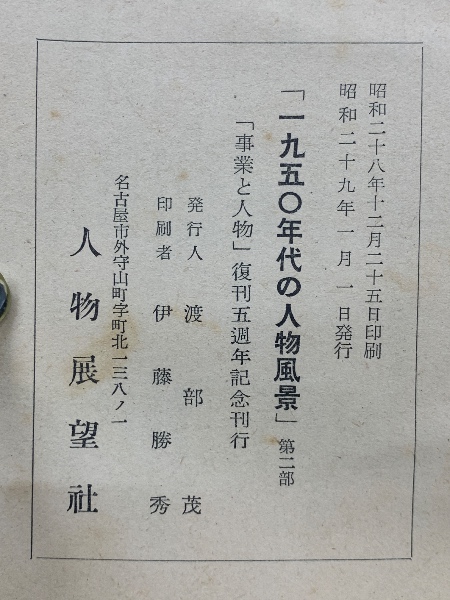 昭和二十八年十二月二十五日印刷
昭和二十九年一月一日発行
「一九五〇年代の人物風景」第二部
「事業と人物」復刊五週年記念刊行
発行人 渡部茂
印刷者 伊藤勝秀
名古屋市外守山町字町北一三八ノ一
人物展望社